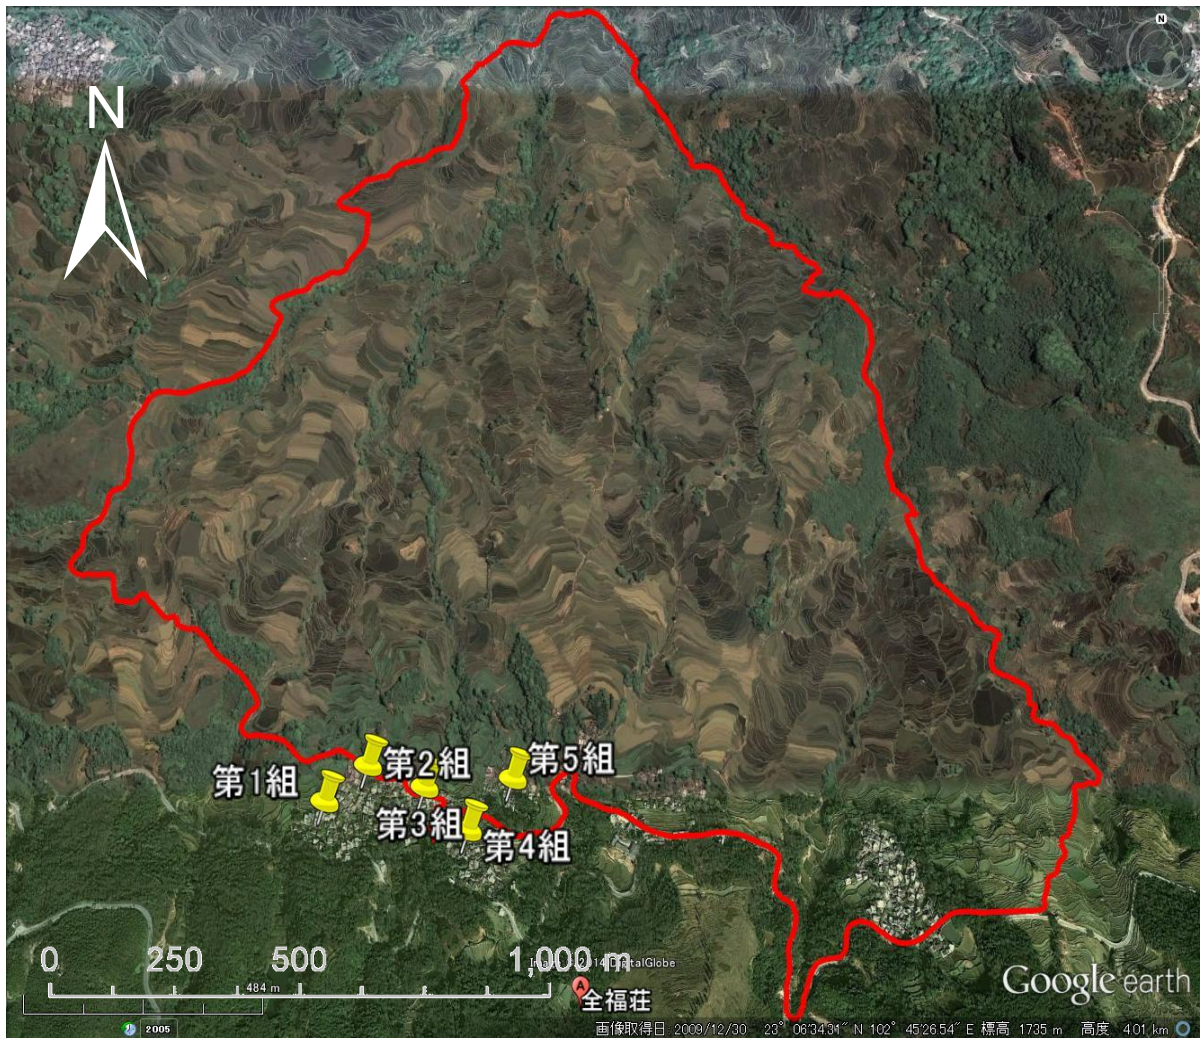 N
N
第5組
第2組
第1組
第3組
第4組
0 250 500 1,000 m
484 m
全福荘
A
Google earth
2005
画像取得日 2009/12/30 23° 06'34.31" N 102° 45'26.54" E 標高 1735 m 高度 4.01 km